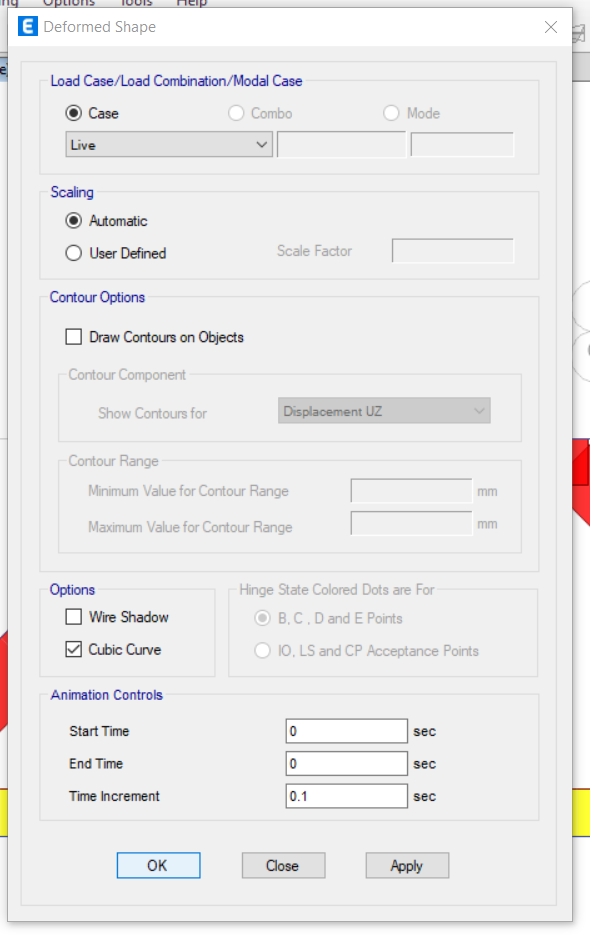 Options Tools Help
E Deformed Shape
Load Case/Load Combination/Modal Case
Case Combo Mode
Live
Scaling
Automatic
User Defined Scale Factor
Contour Options
Draw Contours on Objects
Contour Component
Show Contours for Displacement UZ
Contour Range
Minimum Value for Contour Range mm
Maximum Value for Contour Range mm
Options Hinge State Colored Dots are For
Wire Shadow B, C , D and E Points
Cubic Curve IO, LS and CP Acceptance Points
Animation Controls
Start Time 0 sec
End Time 0 sec
Time Increment 0.1 sec
OK Close Apply